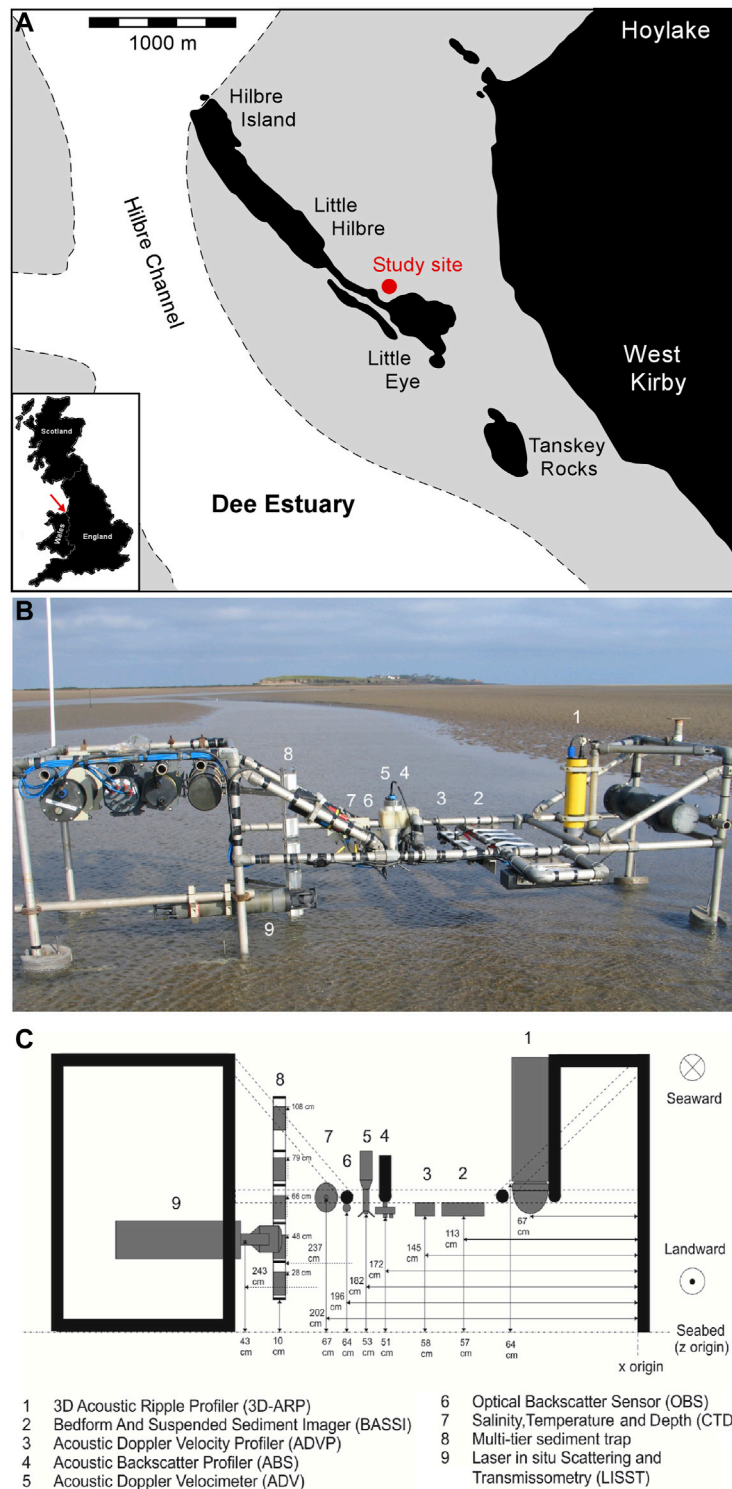 A
1000 m
Hoylake
Hilbre
Island
Little
Hilbre
Hilbre Channel
Study site
Little
Eye
West
Kirby
Tanskey
Rocks
Dee Estuary
Scotland
Wales
England
B
1
8
5 4
7 6
3
2
9
C
1
Seaward
8
108 cm
79 cm
7
5
4
6
66 cm
3
2
9
67
cm
48 cm
113
cm
237
cm
145
cm
Landward
172
cm
28 cm
243
cm
182
cm
196
cm
202
cm
Seabed
(z origin)
43
cm
10
cm
67
cm
64
cm
53
cm
51
cm
58
cm
57
cm
64
cm
x origin
1 3D Acoustic Ripple Profiler (3D-ARP)
2 Bedform And Suspended Sediment Imager (BASSI)
3 Acoustic Doppler Velocity Profiler (ADVP)
4 Acoustic Backscatter Profiler (ABS)
5 Acoustic Doppler Velocimeter (ADV)
6 Optical Backscatter Sensor (OBS)
7 Salinity,Temperature and Depth (CTD
8 Multi-tier sediment trap
9 Laser in situ Scattering and
Transmissometry (LISST)